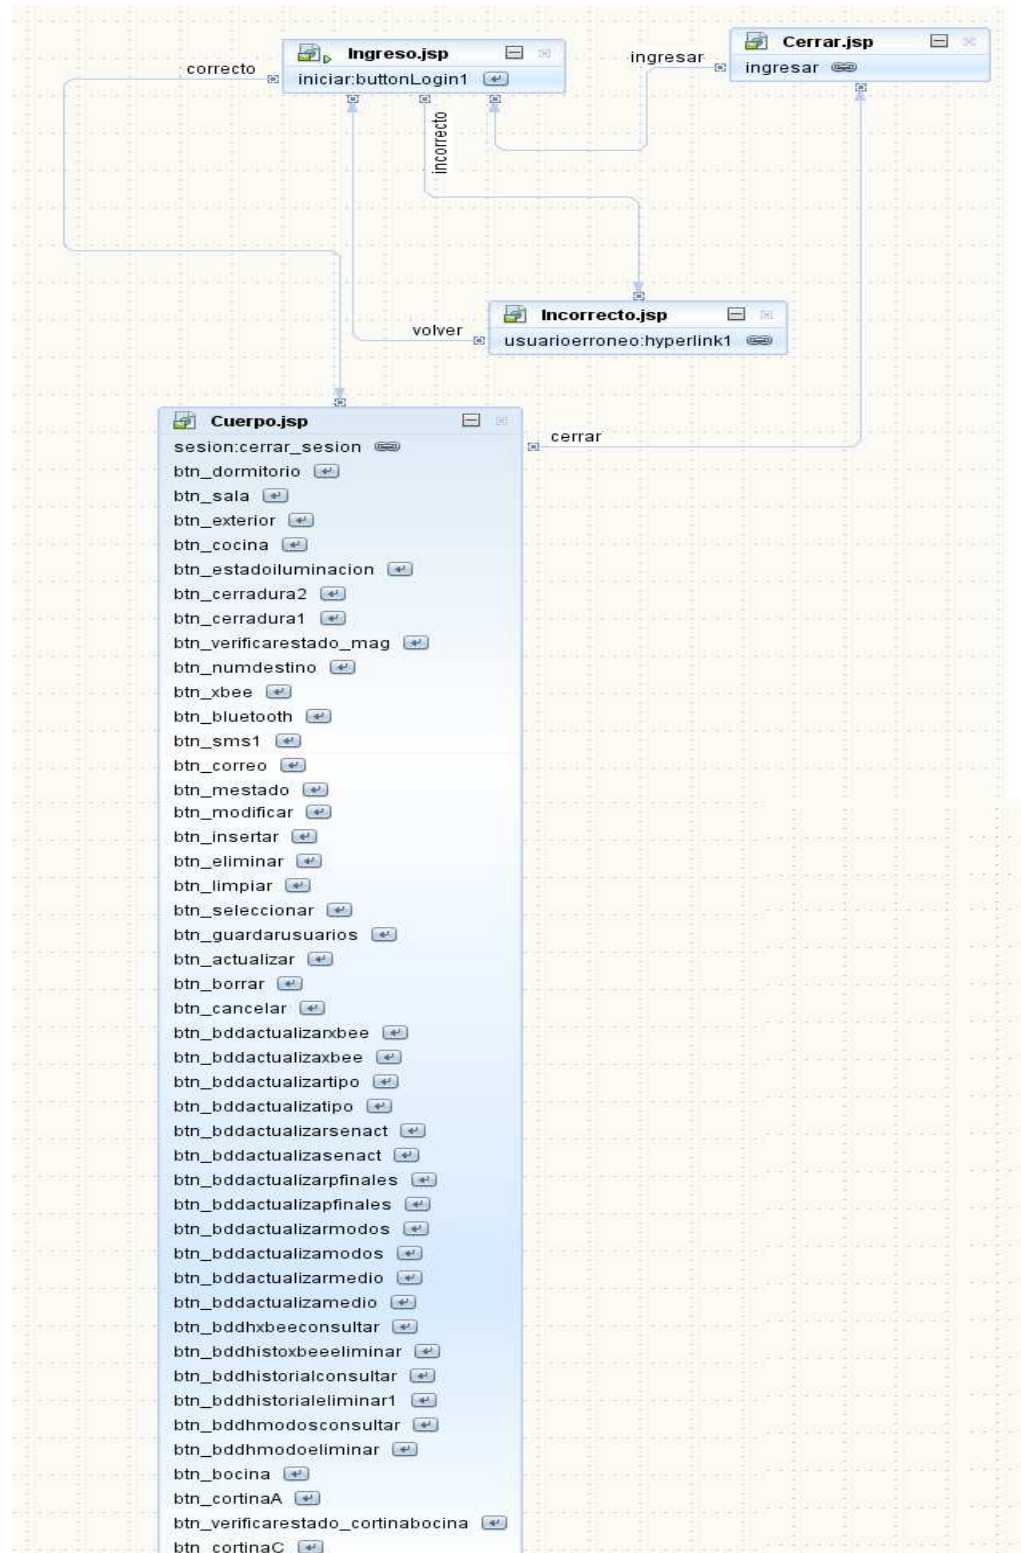 Ingreso.jsp
iniciar:buttonLogin1
correcto
incorrecto
ingresar
Cerrar.jsp
ingresar
Incorrecto.jsp
usuarioerroneo:hyperlink1
volver
cerrar
Cuerpo.jsp
sesion:cerrar_sesion
btn_dormitorio
btn_sala
btn_exterior
btn_cocina
btn_estadoiluminacion
btn_cerradura2
btn_cerradura1
btn_verificarestado_mag
btn_numdestino
btn_xbee
btn_bluetooth
btn_sms1
btn_correo
btn_mestado
btn_modificar
btn_insertar
btn_eliminar
btn_limpiar
btn_seleccionar
btn_guardarusuarios
btn_actualizar
btn_borrar
btn_cancelar
btn_bddactualizarxbee
btn_bddactualizaxbee
btn_bddactualizartipo
btn_bddactualizatipo
btn_bddactualizarsenact
btn_bddactualizasenact
btn_bddactualizarpfinales
btn_bddactualizapfinales
btn_bddactualizarmodos
btn_bddactualizamodos
btn_bddactualizarmedio
btn_bddactualizamedio
btn_bddhxbeeconsultar
btn_bddhistoxbeeeliminar
btn_bddhistorialconsultar
btn_bddhistorialeliminar1
btn_bddhmodosconsultar
btn_bddhmodoeliminar
btn_bocina
btn_cortinaA
btn_verificarestado_cortinabocina
btn_cortinaC